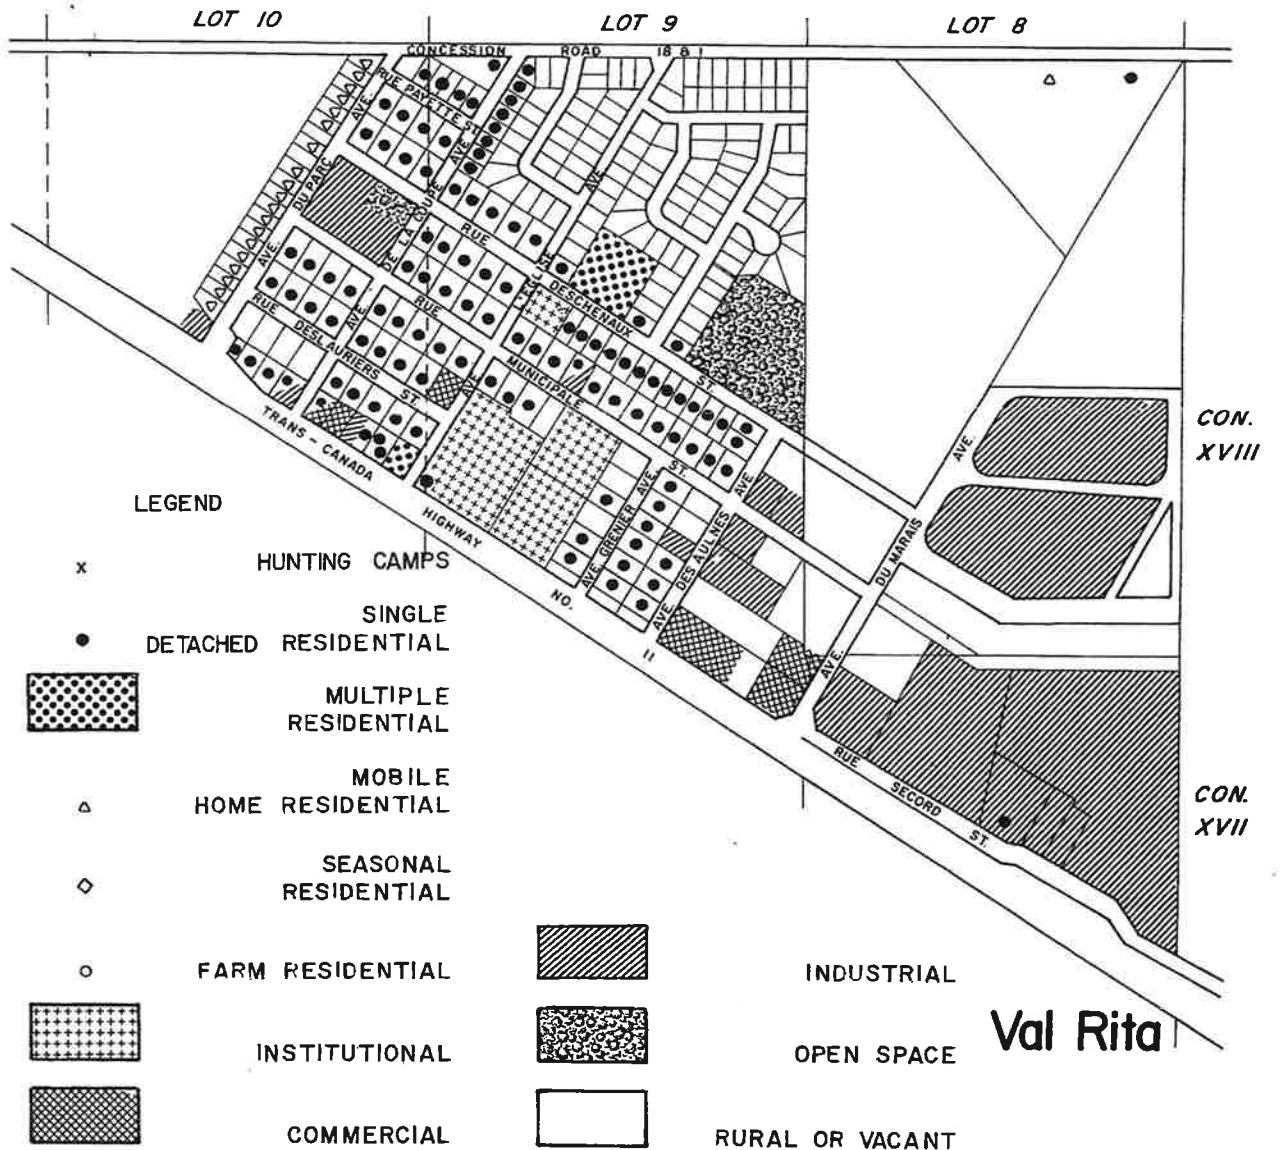 LOT 10
LOT 9
LOT 8
CONCESSION ROAD 18 & 1
RUE PAYETTE ST.
AVE. DU PARC
AVE. DE LA COUPE
AVE.
RUE DESCHENAUX ST.
RUE MUNICIPALE ST.
RUE DESLAURIERS ST.
AVE.
AVE.
AVE. GRENIER AVE.
AVE. DES AULNES AVE.
AVE. DU MARAIS AVE.
TRANS-CANADA HIGHWAY NO. 11
RUE SECORD ST.
CON.
XVIII
CON.
XVII
LEGEND
x HUNTING CAMPS
SINGLE
DETACHED RESIDENTIAL
MULTIPLE
RESIDENTIAL
MOBILE
HOME RESIDENTIAL
SEASONAL
RESIDENTIAL
FARM RESIDENTIAL
INSTITUTIONAL
COMMERCIAL
INDUSTRIAL
OPEN SPACE
RURAL OR VACANT
Val Rita